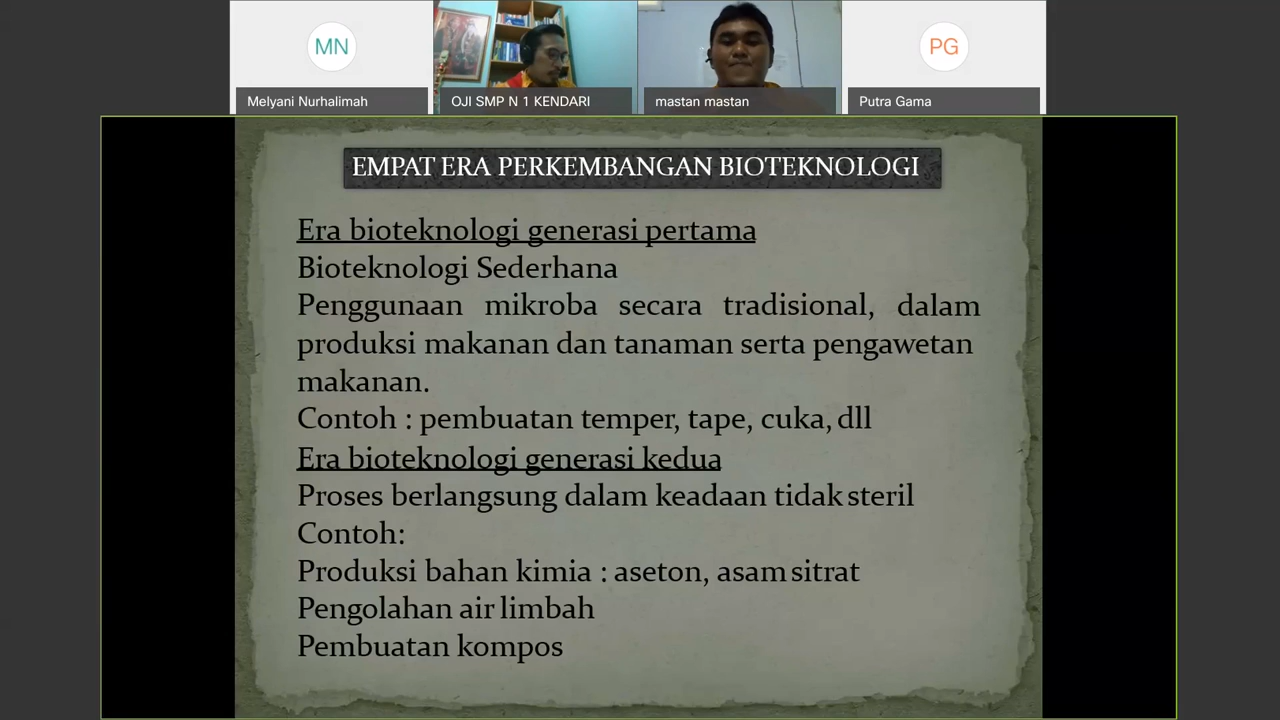 MN
PG
Melyani Nurhalimah
OJI SMP N 1 KENDARI
mastan mastan
Putra Gama
EMPAT ERA PERKEMBANGAN BIOTEKNOLOGI
Era bioteknologi generasi pertama
Bioteknologi Sederhana
Penggunaan mikroba secara tradisional, dalam
produksi makanan dan tanaman serta pengawetan
makanan.
Contoh : pembuatan temper, tape, cuka, dll
Era bioteknologi generasi kedua
Proses berlangsung dalam keadaan tidak steril
Contoh:
Produksi bahan kimia : aseton, asam sitrat
Pengolahan air limbah
Pembuatan kompos